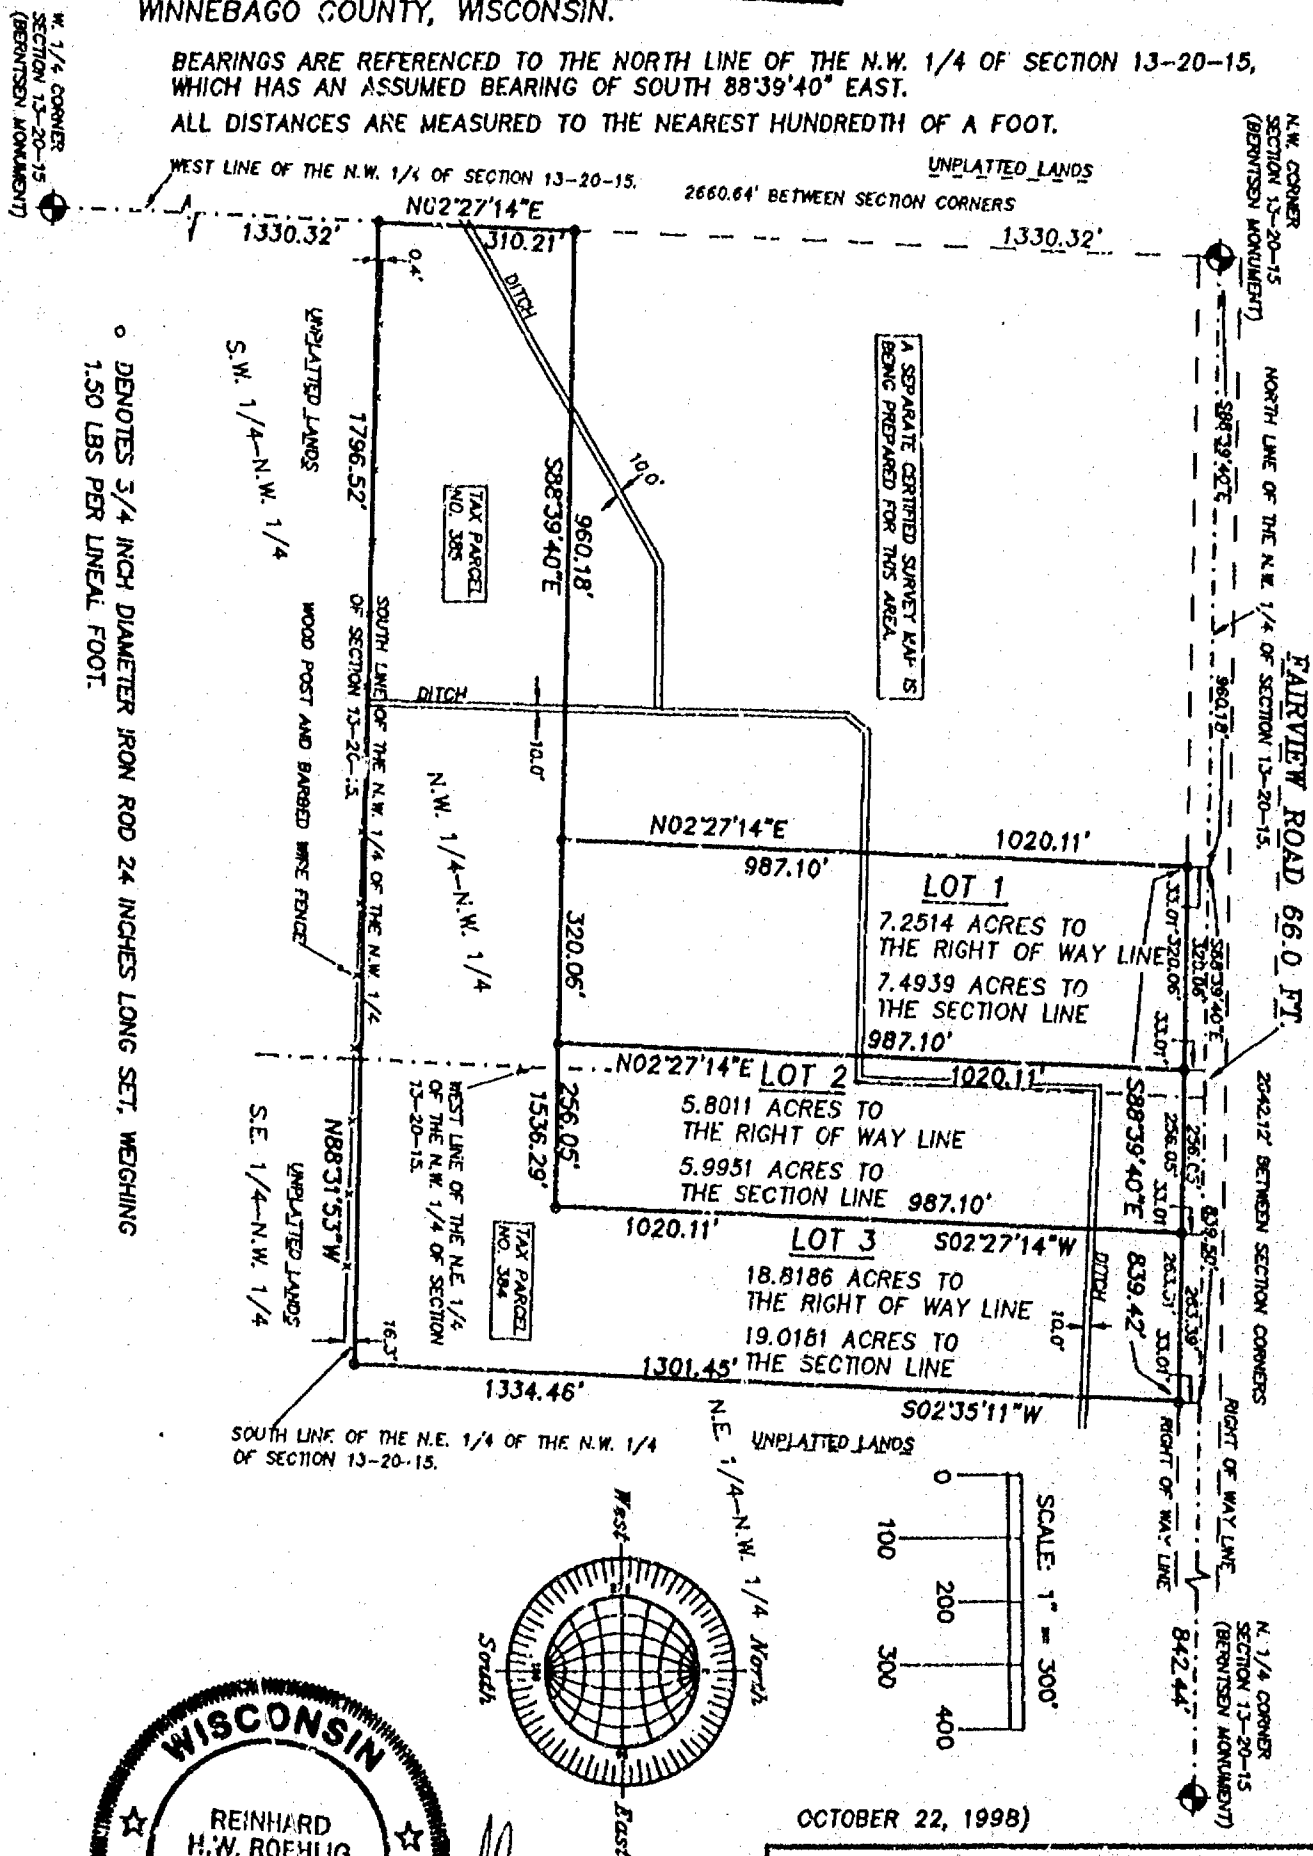 WINNEBAGO COUNTY, WISCONSIN.
BEARINGS ARE REFERENCED TO THE NORTH LINE OF THE N.W. 1/4 OF SECTION 13-20-15,
WHICH HAS AN ASSUMED BEARING OF SOUTH 88°39'40" EAST.
ALL DISTANCES ARE MEASURED TO THE NEAREST HUNDREDTH OF A FOOT.
W. 1/4 CORNER
SECTION 13-20-15
(BERNTSEN MONUMENT)
WEST LINE OF THE N.W. 1/4 OF SECTION 13-20-15.
UNPLATTED LANDS
2660.64' BETWEEN SECTION CORNERS
N02°27'14"E
1330.32'
310.21'
1330.32'
N.W. CORNER
SECTION 13-20-15
(BERNTSEN MONUMENT)
0.4'
DITCH
UNPLATTED LANDS
S.W. 1/4-N.W. 1/4
1796.52'
° DENOTES 3/4 INCH DIAMETER IRON ROD 24 INCHES LONG SET, WEIGHING
1.50 LBS PER LINEAL FOOT.
TAX PARCEL
NO. 385
10.0'
960.18'
S88°39'40"E
A SEPARATE CERTIFIED SURVEY MAP IS
BEING PREPARED FOR THIS AREA.
S88°39'40"E
NORTH LINE OF THE N.W. 1/4 OF SECTION 13-20-15.
960.18'
FAIRVIEW ROAD 66.0 FT.
SOUTH LINE OF THE N.W. 1/4 OF THE N.W. 1/4
OF SECTION 13-20-15.
WOOD POST AND BARBED WIRE FENCE
DITCH
10.0'
N.W. 1/4-N.W. 1/4
N02°27'14"E
1020.11'
987.10'
LOT 1
7.2514 ACRES TO
THE RIGHT OF WAY LINE
7.4939 ACRES TO
THE SECTION LINE
320.06'
33.01'
320.06'
320.06'
S88°39'40"E
33.01'
987.10'
N02°27'14"E
1020.11'
LOT 2
5.8011 ACRES TO
THE RIGHT OF WAY LINE
5.9951 ACRES TO
THE SECTION LINE
256.05'
1536.29'
S88°39'40"E
256.05'
256.05'
33.01'
2642.12' BETWEEN SECTION CORNERS
WEST LINE OF THE N.E. 1/4
OF THE N.W. 1/4 OF SECTION
13-20-15.
S.E. 1/4-N.W. 1/4
UNPLATTED LANDS
N88°31'53"W
987.10'
1020.11'
S02°27'14"W
LOT 3
18.8186 ACRES TO
THE RIGHT OF WAY LINE
19.0181 ACRES TO
THE SECTION LINE
TAX PARCEL
NO. 384
DITCH
10.0'
839.42'
839.50'
263.31'
263.39'
33.01'
16.3'
1301.45'
1334.46'
S02°35'11"W
SOUTH LINE OF THE N.E. 1/4 OF THE N.W. 1/4
OF SECTION 13-20-15.
N.E. 1/4-N.W. 1/4
UNPLATTED LANDS
RIGHT OF WAY LINE
RIGHT OF WAY LINE
SCALE: 1" = 300'
0 100 200 300 400
842.44'
N. 1/4 CORNER
SECTION 13-20-15
(BERNTSEN MONUMENT)
North
West
East
South
WISCONSIN
REINHARD
H.W. ROEHLIG
OCTOBER 22, 1998)